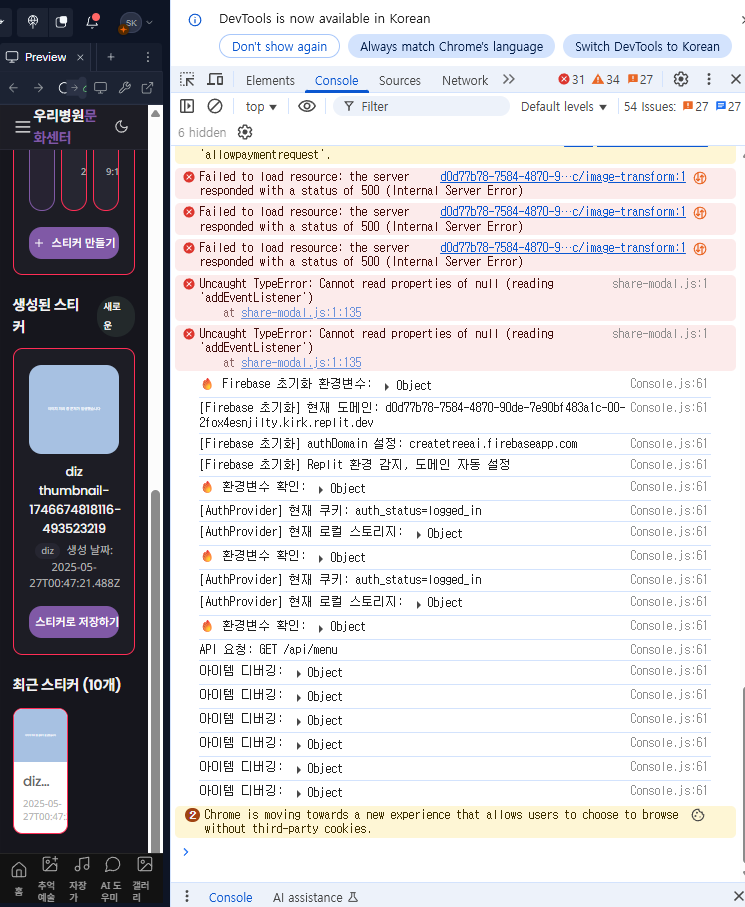 SK
DevTools is now available in Korean
Don't show again
Always match Chrome's language
Switch DevTools to Korean
Preview
Elements
Console
Sources
Network
31
34
27
top
Filter
Default levels
54 Issues:
27
27
6 hidden
우리병원문
화센터
2
9:1
+ 스티커 만들기
생성된 스티
커
새로
운
diz
thumbnail-
1746674818116-
493523219
diz 생성 날짜:
2025-05-
27T00:47:21.488Z
스티커로 저장하기
최근 스티커 (10개)
diz...
2025-05-
27T00:47:
홈
추억
예술
자장
가
AI 도
우미
갤러
리
'allowpaymentrequest'.
Failed to load resource: the server d0d77b78-7584-4870-9…c/image-transform:1
responded with a status of 500 (Internal Server Error)
Failed to load resource: the server d0d77b78-7584-4870-9…c/image-transform:1
responded with a status of 500 (Internal Server Error)
Failed to load resource: the server d0d77b78-7584-4870-9…c/image-transform:1
responded with a status of 500 (Internal Server Error)
Uncaught TypeError: Cannot read properties of null (reading share-modal.js:1
'addEventListener')
at share-modal.js:1:135
Uncaught TypeError: Cannot read properties of null (reading share-modal.js:1
'addEventListener')
at share-modal.js:1:135
🔥 Firebase 초기화 환경변수: ▶ Object Console.js:61
[Firebase 초기화] 현재 도메인: d0d77b78-7584-4870-90de-7e90bf483a1c-00- Console.js:61
2fox4esnjilty.kirk.replit.dev
[Firebase 초기화] authDomain 설정: createtreeai.firebaseapp.com Console.js:61
[Firebase 초기화] Replit 환경 감지, 도메인 자동 설정 Console.js:61
🔥 환경변수 확인: ▶ Object Console.js:61
[AuthProvider] 현재 쿠키: auth_status=logged_in Console.js:61
[AuthProvider] 현재 로컬 스토리지: ▶ Object Console.js:61
🔥 환경변수 확인: ▶ Object Console.js:61
[AuthProvider] 현재 쿠키: auth_status=logged_in Console.js:61
[AuthProvider] 현재 로컬 스토리지: ▶ Object Console.js:61
🔥 환경변수 확인: ▶ Object Console.js:61
API 요청: GET /api/menu Console.js:61
아이템 디버깅: ▶ Object Console.js:61
아이템 디버깅: ▶ Object Console.js:61
아이템 디버깅: ▶ Object Console.js:61
아이템 디버깅: ▶ Object Console.js:61
아이템 디버깅: ▶ Object Console.js:61
아이템 디버깅: ▶ Object Console.js:61
2 Chrome is moving towards a new experience that allows users to choose to browse
without third-party cookies.
Console
AI assistance